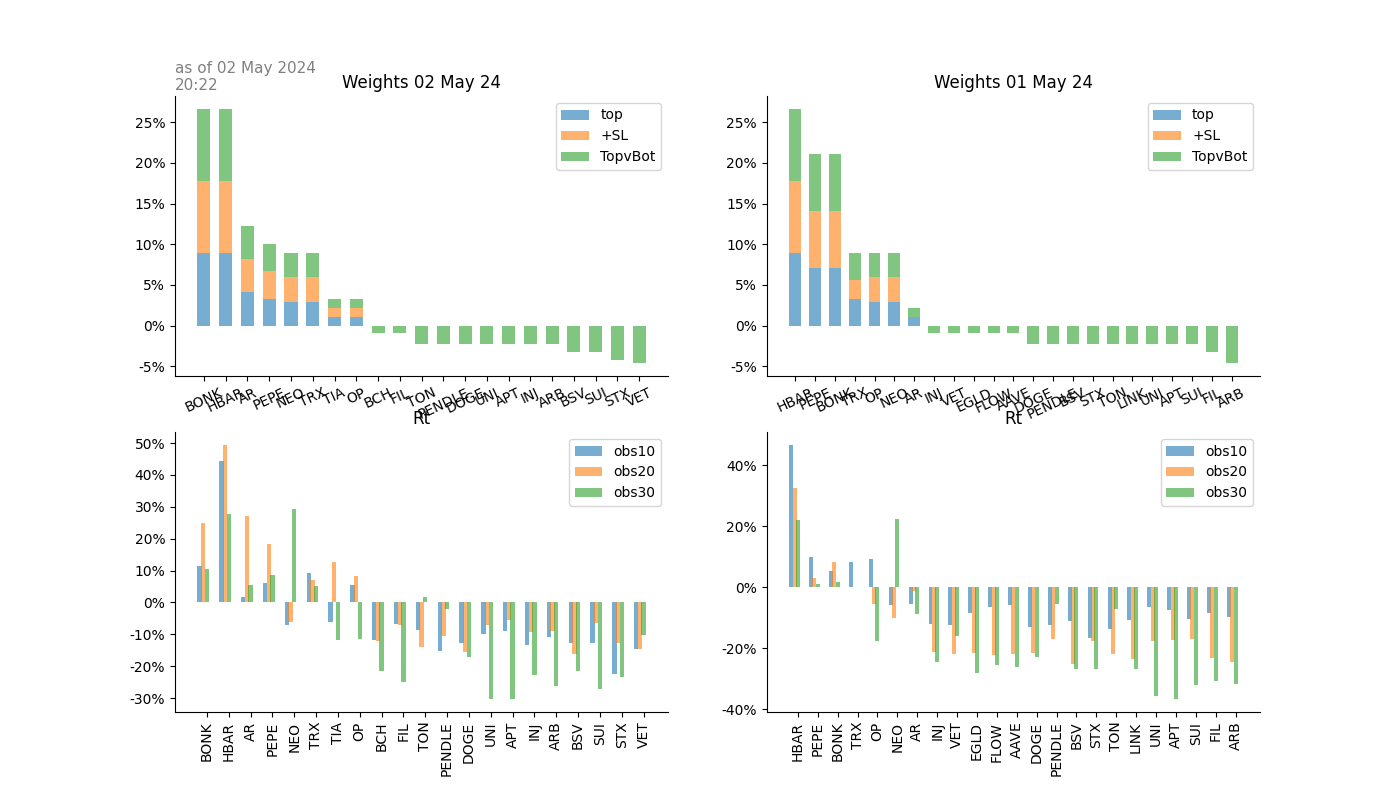 as of 02 May 2024
20:22
Weights 02 May 24
25%
20%
15%
10%
5%
0%
-5%
top
+SL
TopvBot
BONK HBAR AR PEPE NEO TRX TIA OP BCH FIL TON PENDLE DOGE UNI APT INJ ARB BSV SUI STX VET
Weights 01 May 24
25%
20%
15%
10%
5%
0%
-5%
top
+SL
TopvBot
HBAR PEPE BONK TRX OP NEO AR INJ VET EGLD FLOW AAVE DOGE PENDLE BSV STX TON LINK UNI APT SUI FIL ARB
Rt
50%
40%
30%
20%
10%
0%
-10%
-20%
-30%
obs10
obs20
obs30
BONK HBAR AR PEPE NEO TRX TIA OP BCH FIL TON PENDLE DOGE UNI APT INJ ARB BSV SUI STX VET
Rt
40%
20%
0%
-20%
-40%
obs10
obs20
obs30
HBAR PEPE BONK TRX OP NEO AR INJ VET EGLD FLOW AAVE DOGE PENDLE BSV STX TON LINK UNI APT SUI FIL ARB